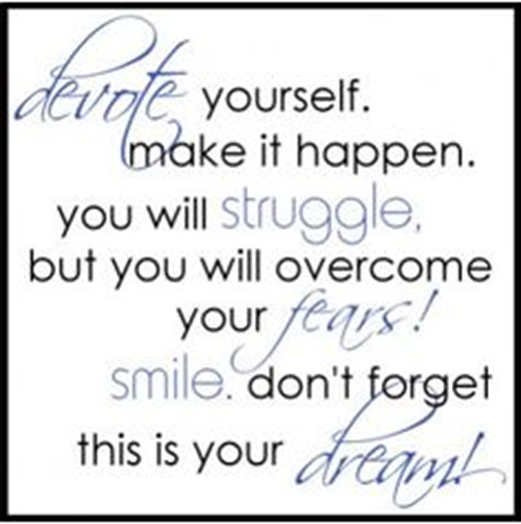 devote yourself.
make it happen.
you will struggle,
but you will overcome
your fears!
smile. don't forget
this is your dream!